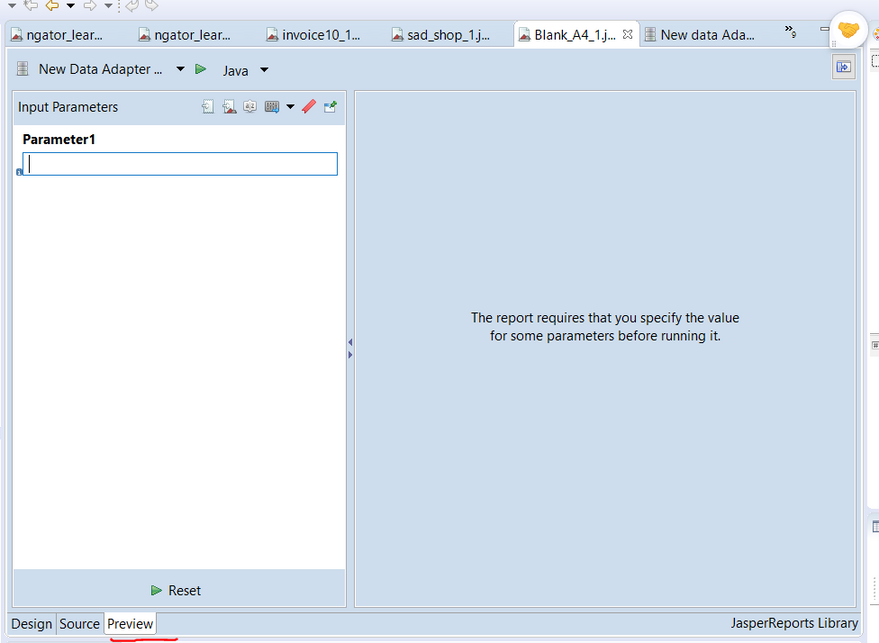 ngator_lear...
ngator_lear...
invoice10_1...
sad_shop_1.j...
Blank_A4_1.j...
New data Ada...
»9
New Data Adapter ...
Java
Input Parameters
Parameter1
The report requires that you specify the value
for some parameters before running it.
Reset
Design
Source
Preview
JasperReports Library